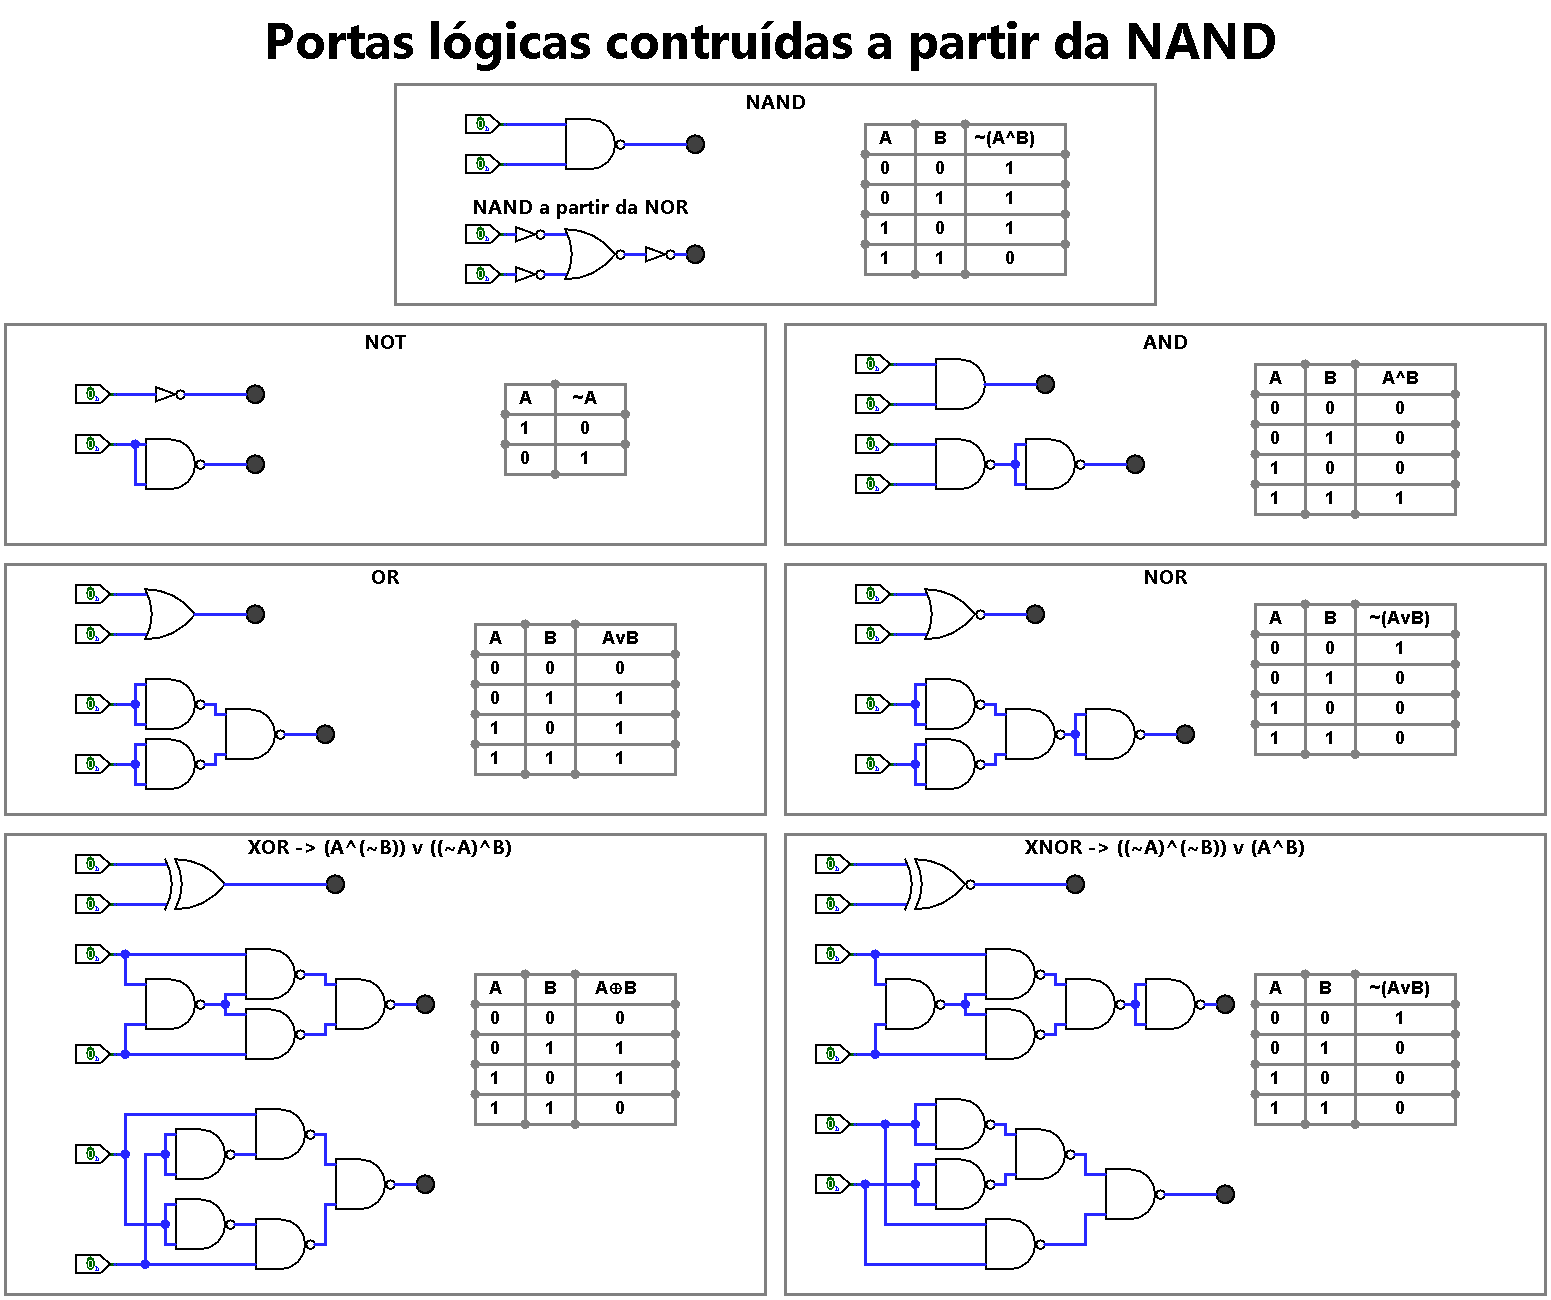 Portas lógicas contruídas a partir da NAND
NAND
NAND a partir da NOR
A B ~(A^B)
0 0 1
0 1 1
1 0 1
1 1 0
NOT
A ~A
1 0
0 1
AND
A B A^B
0 0 0
0 1 0
1 0 0
1 1 1
OR
A B AvB
0 0 0
0 1 1
1 0 1
1 1 1
NOR
A B ~(AvB)
0 0 1
0 1 0
1 0 0
1 1 0
XOR -> (A^(~B)) v ((~A)^B)
A B A⊕B
0 0 0
0 1 1
1 0 1
1 1 0
XNOR -> ((~A)^(~B)) v (A^B)
A B ~(AvB)
0 0 1
0 1 0
1 0 0
1 1 0